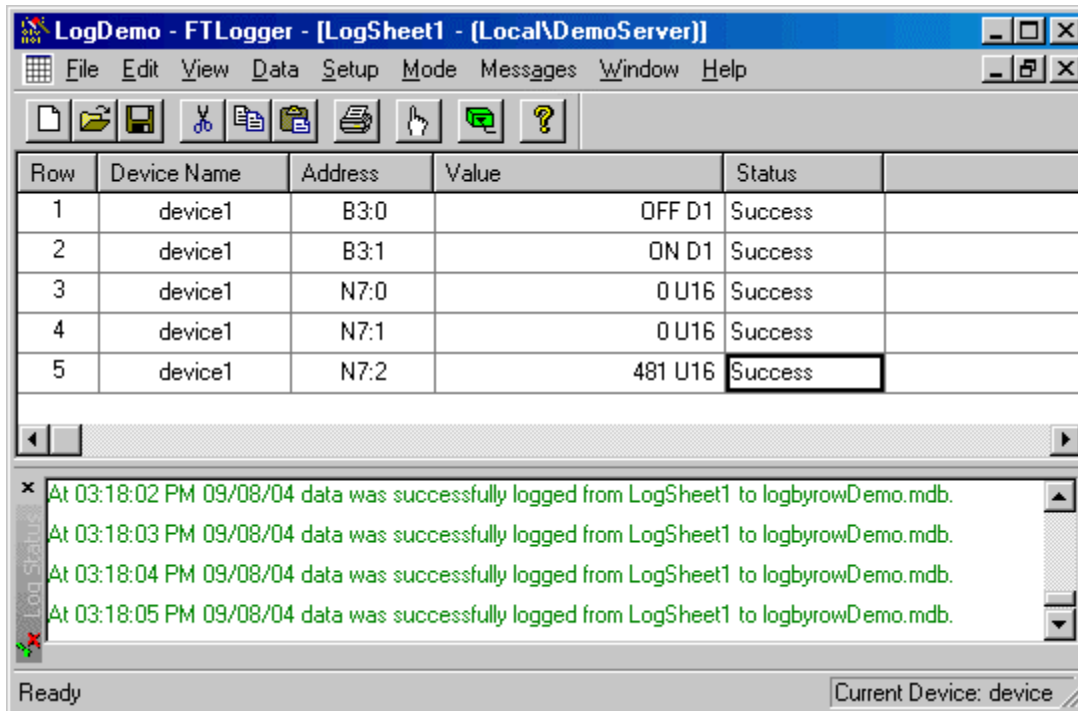 LogDemo - FTLogger - [LogSheet1 - (Local\DemoServer)]
File Edit View Data Setup Mode Messages Window Help
Row Device Name Address Value Status
1 device1 B3:0 OFF D1 Success
2 device1 B3:1 ON D1 Success
3 device1 N7:0 0 U16 Success
4 device1 N7:1 0 U16 Success
5 device1 N7:2 481 U16 Success
Log Status
At 03:18:02 PM 09/08/04 data was successfully logged from LogSheet1 to logbyrowDemo.mdb.
At 03:18:03 PM 09/08/04 data was successfully logged from LogSheet1 to logbyrowDemo.mdb.
At 03:18:04 PM 09/08/04 data was successfully logged from LogSheet1 to logbyrowDemo.mdb.
At 03:18:05 PM 09/08/04 data was successfully logged from LogSheet1 to logbyrowDemo.mdb.
Ready Current Device: device